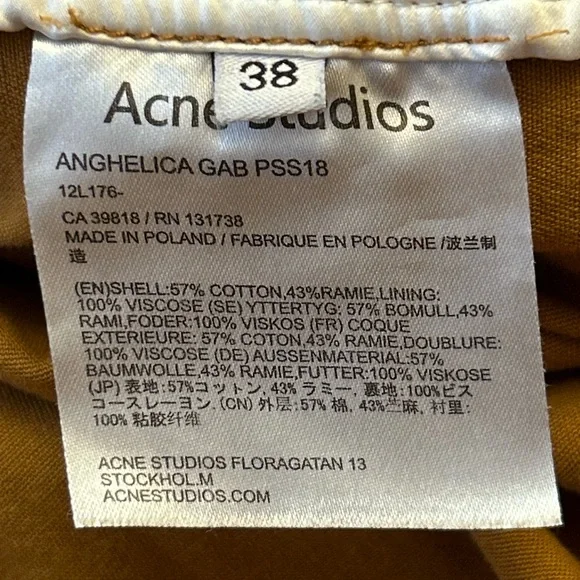 38
Acne Studios
ANGHELICA GAB PSS18
12L176-
CA 39818 / RN 131738
MADE IN POLAND / FABRIQUE EN POLOGNE /波兰制
造
(EN)SHELL:57% COTTON,43%RAMIE,LINING:
100% VISCOSE (SE) YTTERTYG: 57% BOMULL,43%
RAMI,FODER:100% VISKOS (FR) COQUE
EXTERIEURE: 57% COTON,43% RAMIE,DOUBLURE:
100% VISCOSE (DE) AUSSENMATERIAL:57%
BAUMWOLLE,43% RAMIE,FUTTER:100% VISKOSE
(JP) 表地:57%コットン, 43% ラミー, 裏地:100%ビス
コースレーヨン. (CN) 外层:57% 棉, 43%苎麻, 衬里:
100% 粘胶纤维
ACNE STUDIOS FLORAGATAN 13
STOCKHOL.M
ACNESTUDIOS.COM